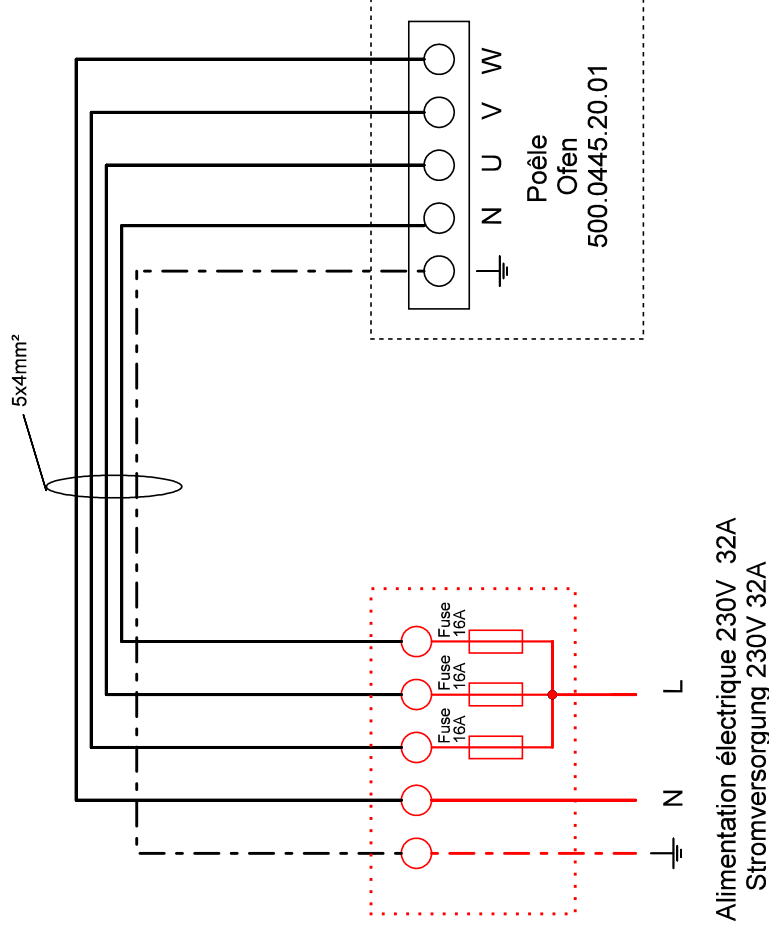 5x4mm²
W
V
U
N
Poêle
Ofen
500.0445.20.01
Fuse
16A
Fuse
16A
Fuse
16A
L
N
Alimentation électrique 230V 32A
Stromversorgung 230V 32A